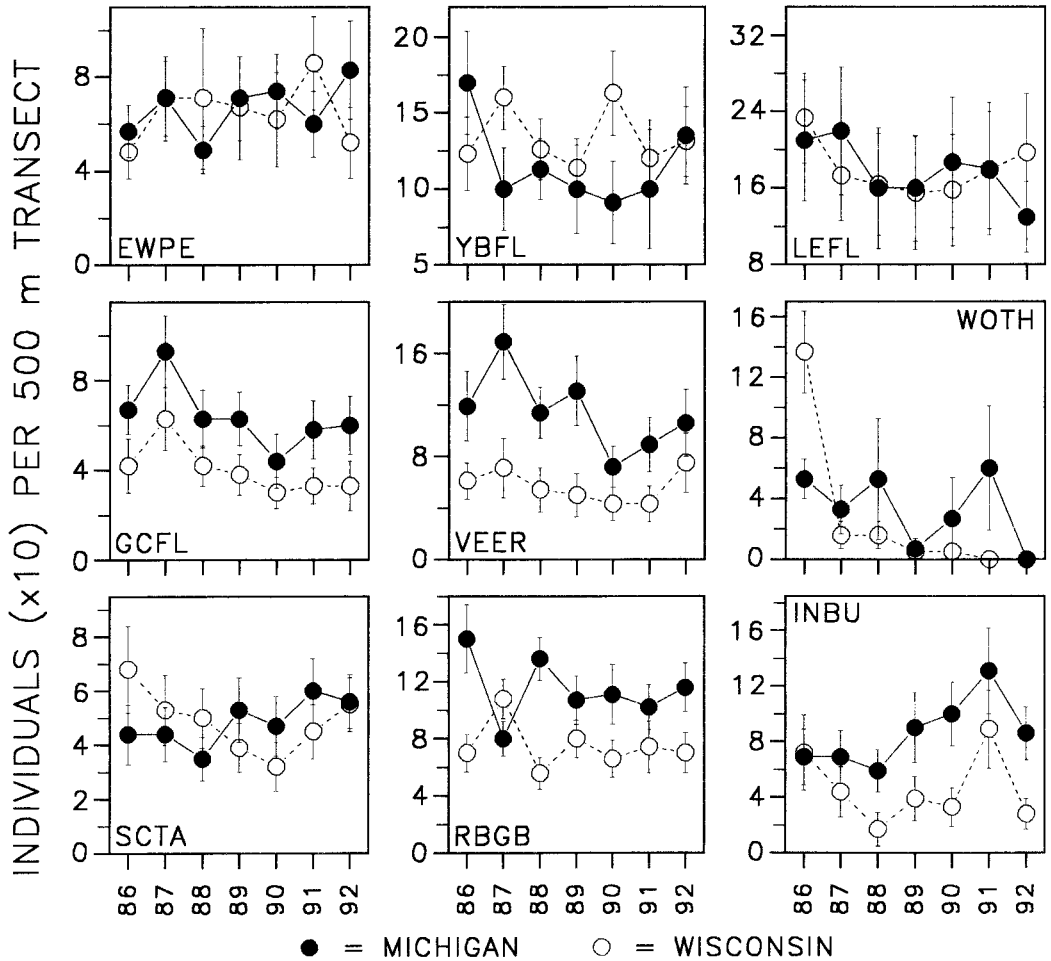 INDIVIDUALS (x10) PER 500 m TRANSECT
8
4
0
EWPE
20
15
10
5
YBFL
32
24
16
8
LEFL
8
4
0
GCFL
16
8
0
VEER
16
12
8
4
0
WOTH
8
6
4
2
0
SCTA
16
12
8
4
0
RBGB
16
12
8
4
0
INBU
86 87 88 89 90 91 92
86 87 88 89 90 91 92
86 87 88 89 90 91 92
● = MICHIGAN ○ = WISCONSIN